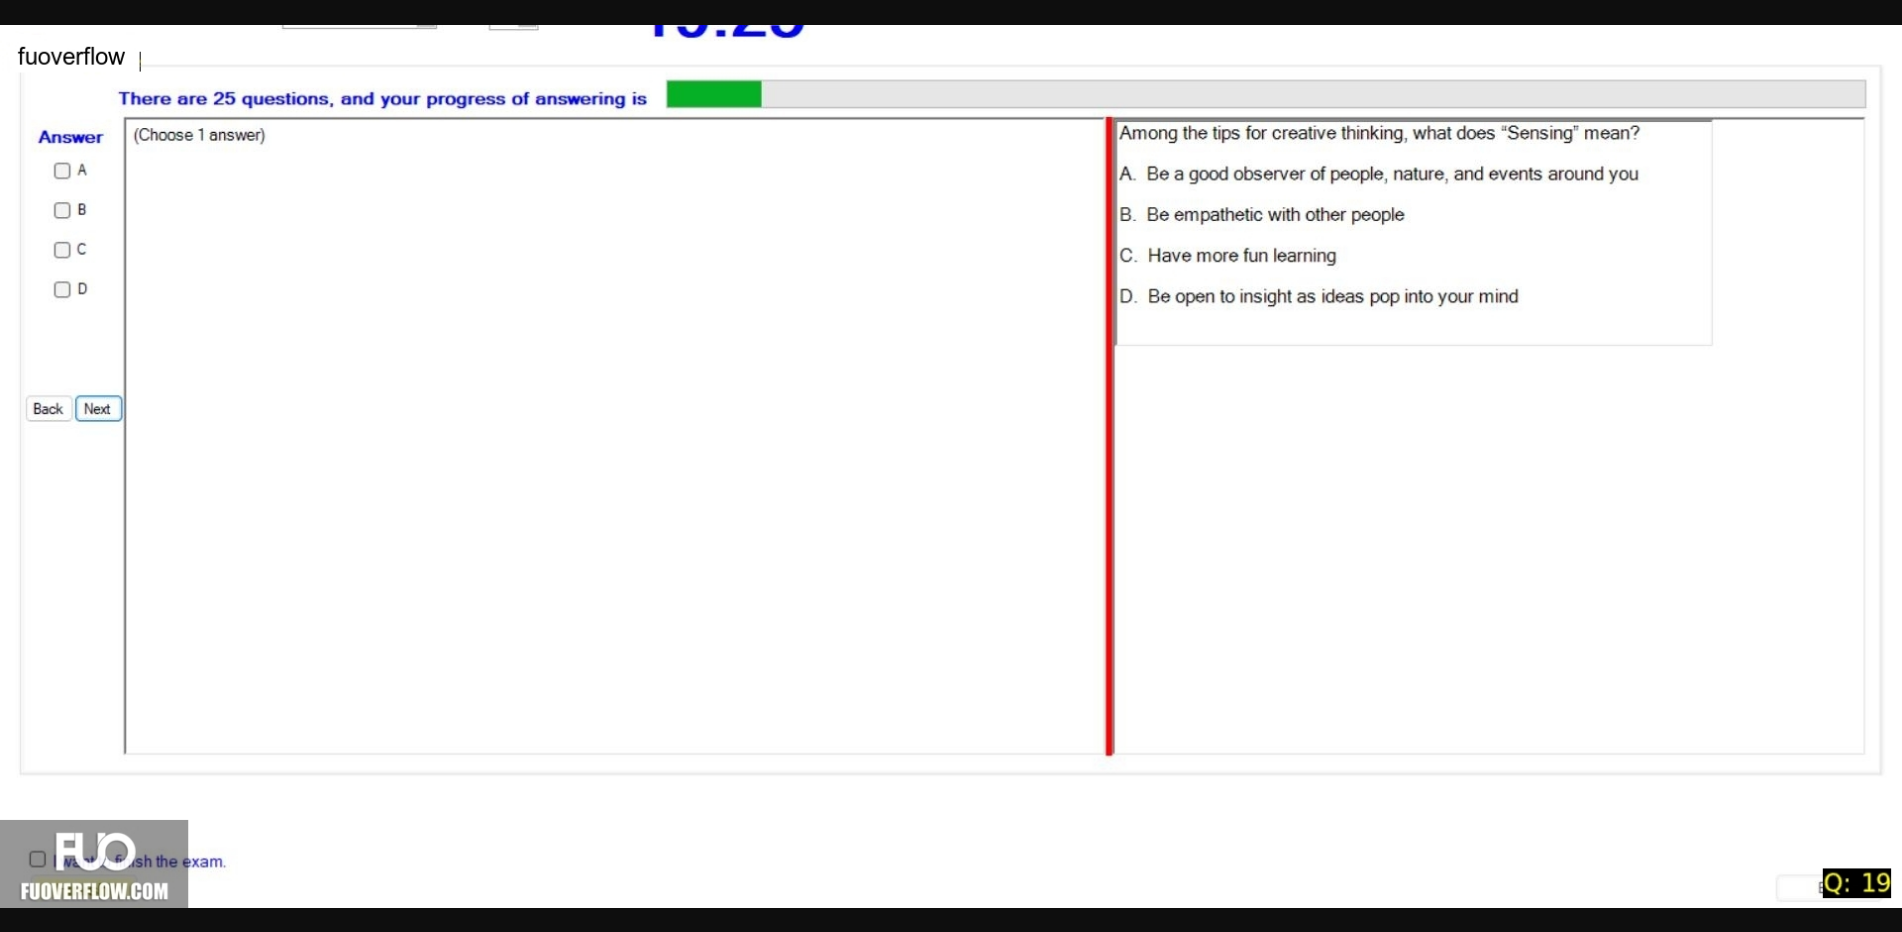 fuoverflow
There are 25 questions, and your progress of answering is
Answer
(Choose 1 answer)
A
B
C
D
Back
Next
Among the tips for creative thinking, what does “Sensing” mean?
A. Be a good observer of people, nature, and events around you
B. Be empathetic with other people
C. Have more fun learning
D. Be open to insight as ideas pop into your mind
FUO
the exam.
FUOVERFLOW.COM
Q: 19